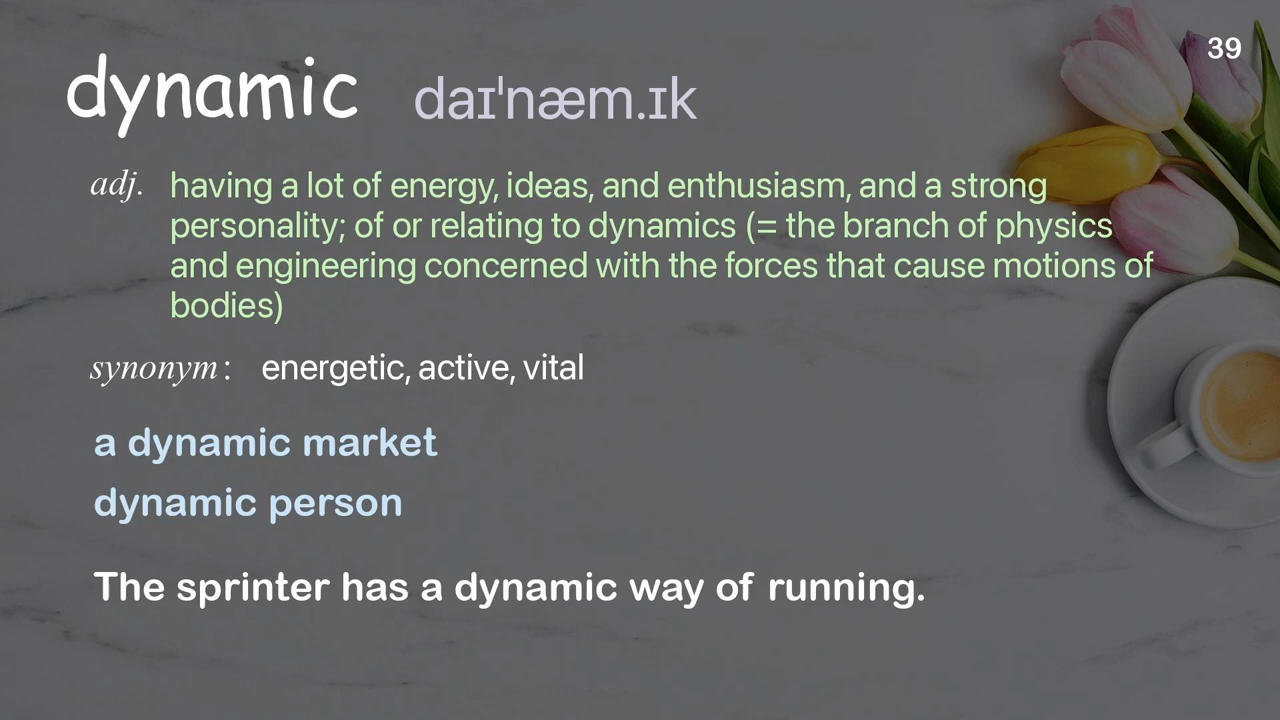 39
dynamic daɪˈnæm.ɪk
adj. having a lot of energy, ideas, and enthusiasm, and a strong
personality; of or relating to dynamics (= the branch of physics
and engineering concerned with the forces that cause motions of
bodies)
synonym: energetic, active, vital
a dynamic market
dynamic person
The sprinter has a dynamic way of running.